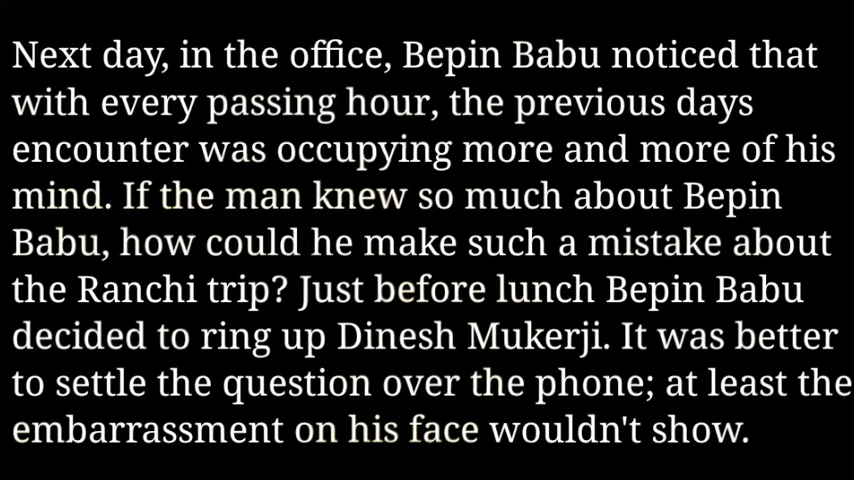 Next day, in the office, Bepin Babu noticed that
with every passing hour, the previous days
encounter was occupying more and more of his
mind. If the man knew so much about Bepin
Babu, how could he make such a mistake about
the Ranchi trip? Just before lunch Bepin Babu
decided to ring up Dinesh Mukerji. It was better
to settle the question over the phone; at least the
embarrassment on his face wouldn't show.